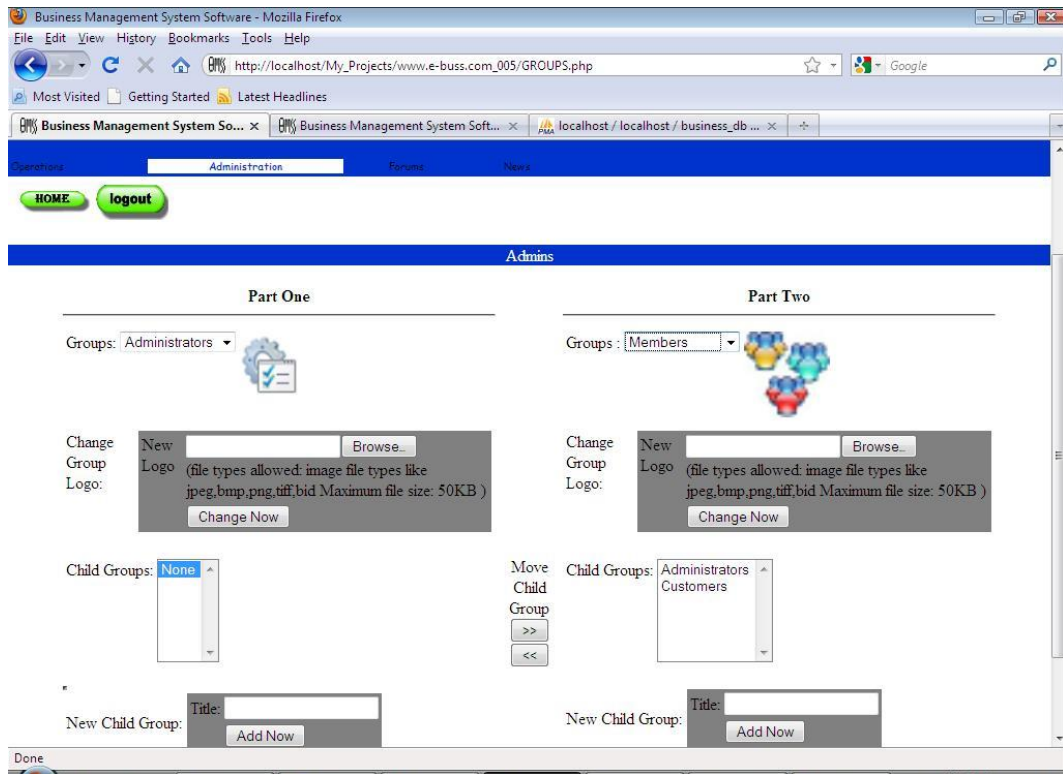 Business Management System Software - Mozilla Firefox
File Edit View History Bookmarks Tools Help
BMS http://localhost/My_Projects/www.e-buss.com_005/GROUPS.php
Google
Most Visited Getting Started Latest Headlines
BMS Business Management System So... BMS Business Management System Soft... PMA localhost / localhost / business_db ...
Operations Administration Forums News
HOME logout
Admins
Part One Part Two
Groups: Administrators Groups : Members
Change Group Logo:
New Logo
Browse..
(file types allowed: image file types like
jpeg,bmp,png,tiff,bid Maximum file size: 50KB )
Change Now
Change Group Logo:
New Logo
Browse..
(file types allowed: image file types like
jpeg,bmp,png,tiff,bid Maximum file size: 50KB )
Change Now
Child Groups: None
Move
Child
Group
>>
<<
Child Groups: Administrators
Customers
New Child Group:
Title:
Add Now
New Child Group:
Title:
Add Now
Done